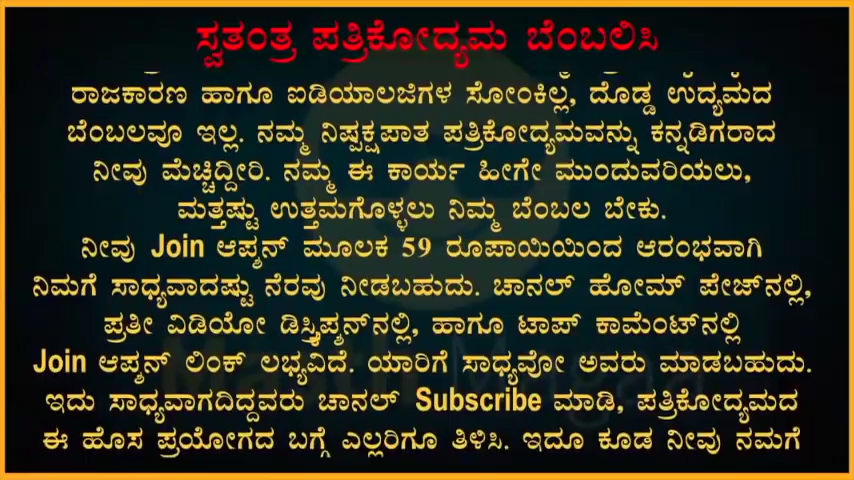 ಸ್ವತಂತ್ರ ಪತ್ರಿಕೋದ್ಯಮ ಬೆಂಬಲಿಸಿ
ರಾಜಕಾರಣ ಹಾಗೂ ಐಡಿಯಾಲಜಿಗಳ ಸೋಂಕಿಲ್ಲ, ದೊಡ್ಡ ಉದ್ಯಮದ
ಬೆಂಬಲವೂ ಇಲ್ಲ. ನಮ್ಮ ನಿಷ್ಪಕ್ಷಪಾತ ಪತ್ರಿಕೋದ್ಯಮವನ್ನು ಕನ್ನಡಿಗರಾದ
ನೀವು ಮೆಚ್ಚಿದ್ದೀರಿ. ನಮ್ಮ ಈ ಕಾರ್ಯ ಹೀಗೇ ಮುಂದುವರಿಯಲು,
ಮತ್ತಷ್ಟು ಉತ್ತಮಗೊಳ್ಳಲು ನಿಮ್ಮ ಬೆಂಬಲ ಬೇಕು.
ನೀವು Join ಆಪ್ಶನ್ ಮೂಲಕ 59 ರೂಪಾಯಿಯಿಂದ ಆರಂಭವಾಗಿ
ನಿಮಗೆ ಸಾಧ್ಯವಾದಷ್ಟು ನೆರವು ನೀಡಬಹುದು. ಚಾನಲ್ ಹೋಮ್ ಪೇಜ್‌ನಲ್ಲಿ,
ಪ್ರತೀ ವಿಡಿಯೋ ಡಿಸ್ಕ್ರಿಪ್ಶನ್‌ನಲ್ಲಿ, ಹಾಗೂ ಟಾಪ್ ಕಾಮೆಂಟ್‌ನಲ್ಲಿ
Join ಆಪ್ಶನ್ ಲಿಂಕ್ ಲಭ್ಯವಿದೆ. ಯಾರಿಗೆ ಸಾಧ್ಯವೋ ಅವರು ಮಾಡಬಹುದು.
ಇದು ಸಾಧ್ಯವಾಗದಿದ್ದವರು ಚಾನಲ್ Subscribe ಮಾಡಿ, ಪತ್ರಿಕೋದ್ಯಮದ
ಈ ಹೊಸ ಪ್ರಯೋಗದ ಬಗ್ಗೆ ಎಲ್ಲರಿಗೂ ತಿಳಿಸಿ. ಇದೂ ಕೂಡ ನೀವು ನಮಗೆ